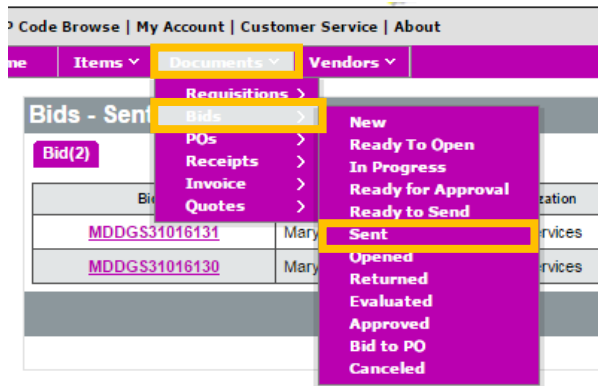 P Code Browse | My Account | Customer Service | About
me Items Documents Vendors
Requisitions >
Bids - Sent Bids >
New
POs >
Ready To Open
Bid(2)
Receipts >
In Progress
Invoice >
Ready for Approval
Quotes >
Ready to Send
MDDGS31016131 Mary Sent rvices
Opened
MDDGS31016130 Mary Returned rvices
Evaluated
Approved
Bid to PO
Canceled